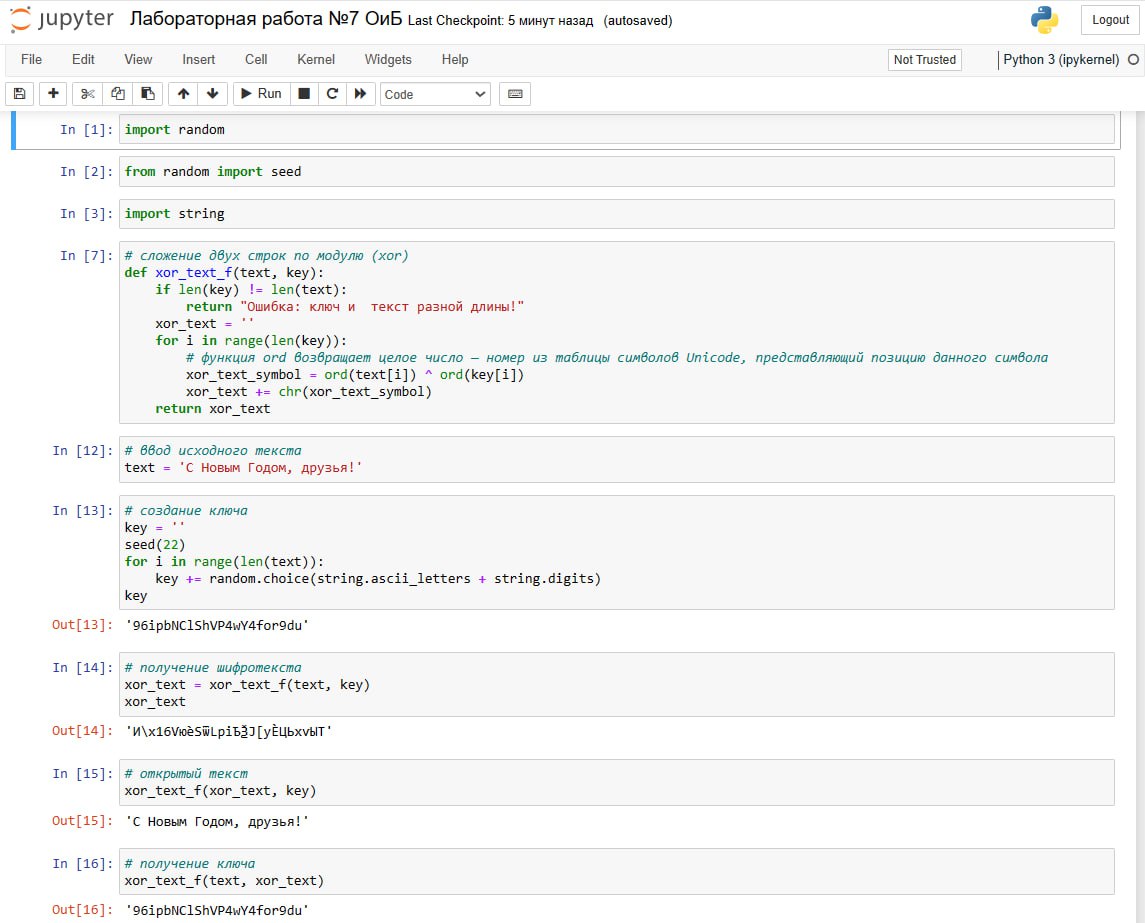 jupyter Лабораторная работа №7 ОиБ Last Checkpoint: 5 минут назад (autosaved)
Logout
File Edit View Insert Cell Kernel Widgets Help
Not Trusted
Python 3 (ipykernel)
Run
Code
In [1]: import random
In [2]: from random import seed
In [3]: import string
In [7]: # сложение двух строк по модулю (xor)
def xor_text_f(text, key):
    if len(key) != len(text):
        return "Ошибка: ключ и  текст разной длины!"
    xor_text = ''
    for i in range(len(key)):
        # функция ord возвращает целое число — номер из таблицы символов Unicode, представляющий позицию данного символа
        xor_text_symbol = ord(text[i]) ^ ord(key[i])
        xor_text += chr(xor_text_symbol)
    return xor_text
In [12]: # ввод исходного текста
text = 'С Новым Годом, друзья!'
In [13]: # создание ключа
key = ''
seed(22)
for i in range(len(text)):
    key += random.choice(string.ascii_letters + string.digits)
key
Out[13]: '96ipbNClShVP4wY4for9du'
In [14]: # получение шифротекста
xor_text = xor_text_f(text, key)
xor_text
Out[14]:
In [15]: # открытый текст
xor_text_f(xor_text, key)
Out[15]: 'С Новым Годом, друзья!'
In [16]: # получение ключа
xor_text_f(text, xor_text)
Out[16]: '96ipbNClShVP4wY4for9du'